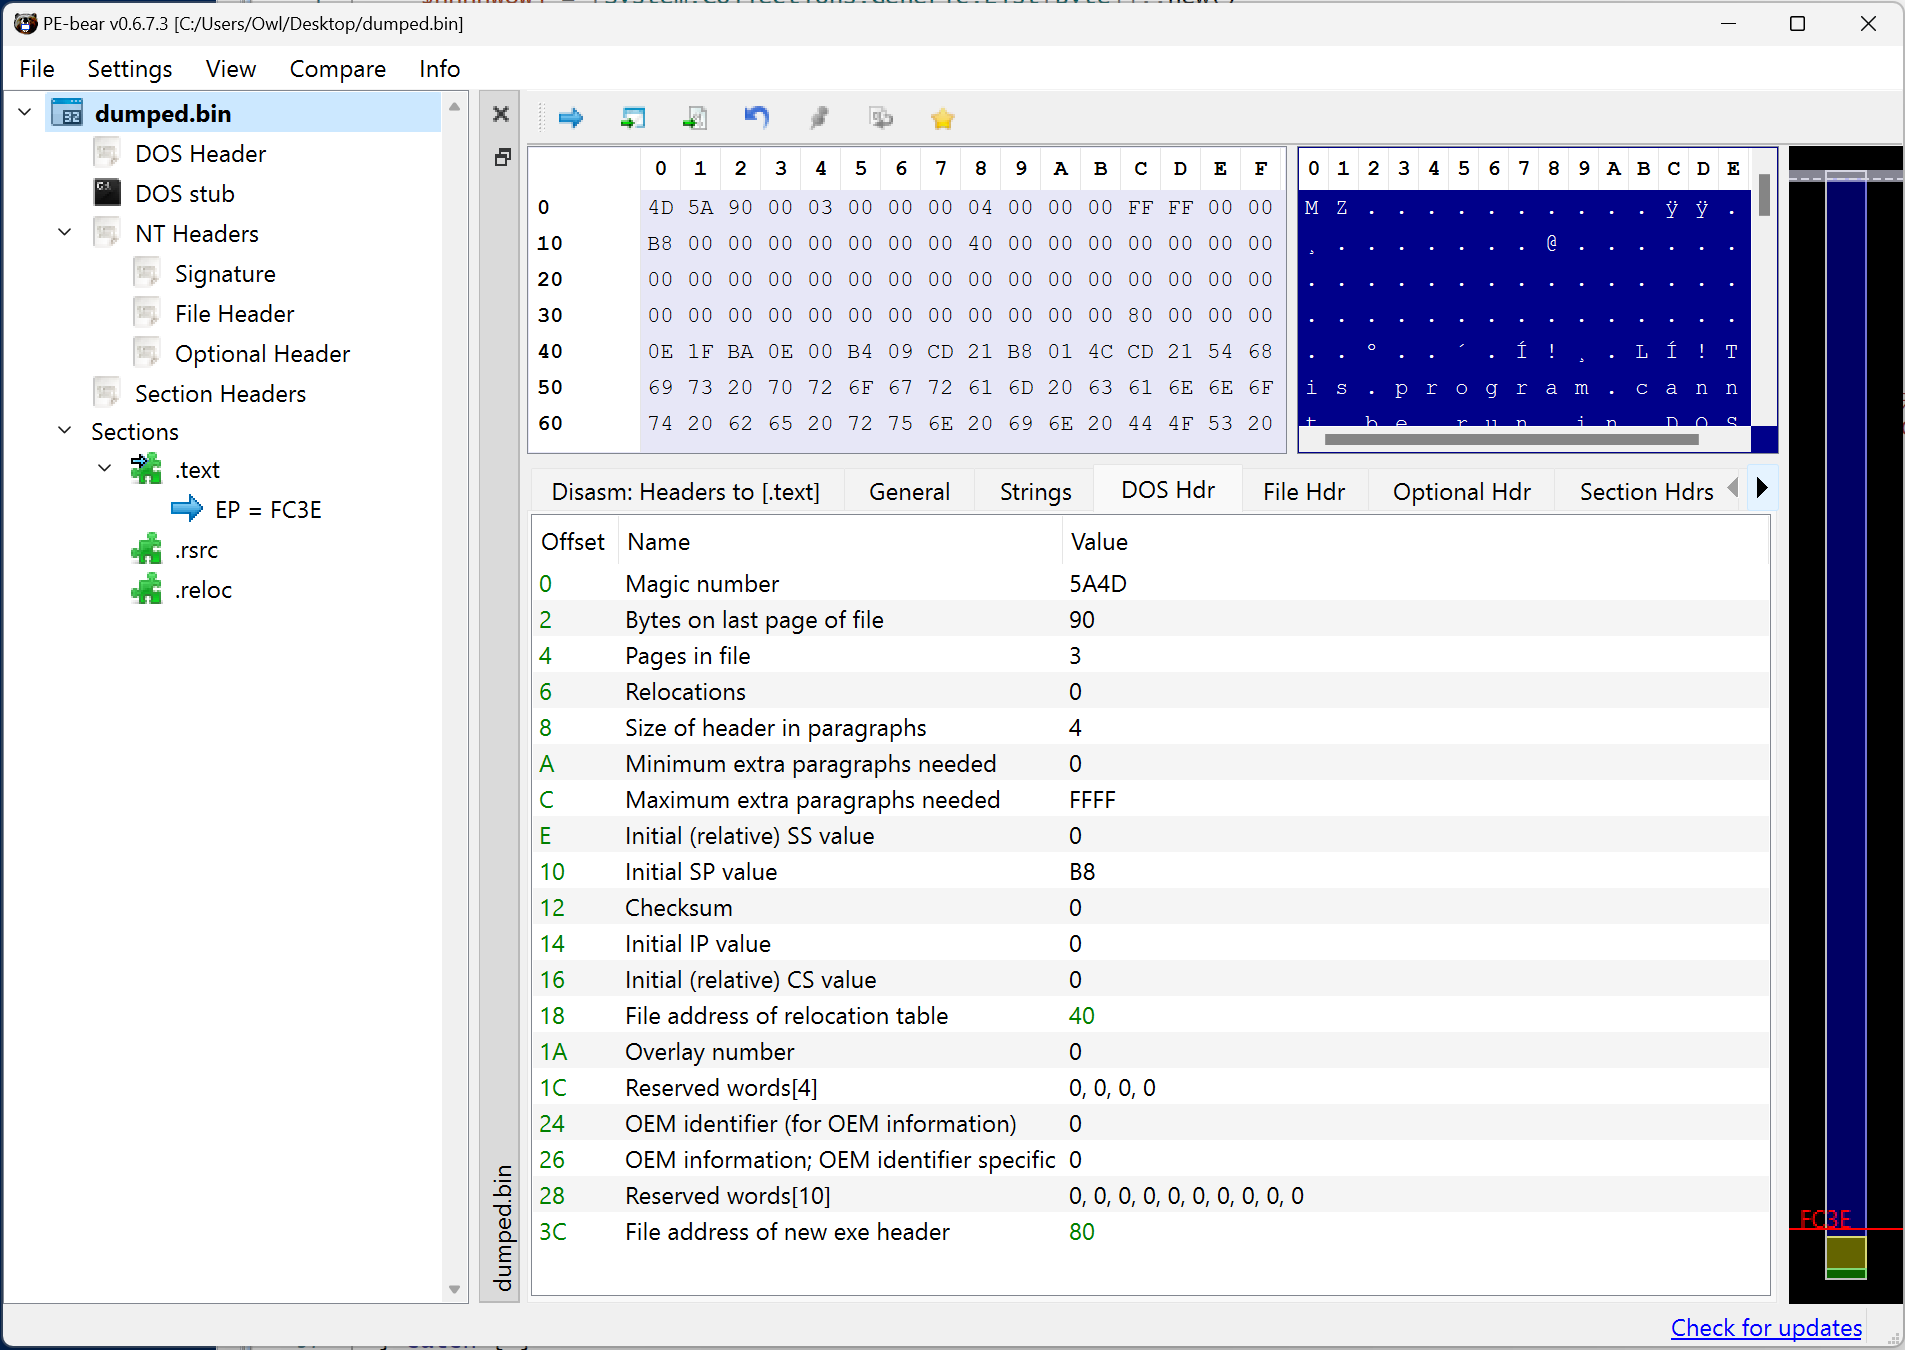 PE-bear v0.6.7.3 [C:/Users/Owl/Desktop/dumped.bin]
File Settings View Compare Info
dumped.bin
DOS Header
DOS stub
NT Headers
Signature
File Header
Optional Header
Section Headers
Sections
.text
EP = FC3E
.rsrc
.reloc
dumped.bin
0 1 2 3 4 5 6 7 8 9 A B C D E F
0 4D 5A 90 00 03 00 00 00 04 00 00 00 FF FF 00 00
10 B8 00 00 00 00 00 00 00 40 00 00 00 00 00 00 00
20 00 00 00 00 00 00 00 00 00 00 00 00 00 00 00 00
30 00 00 00 00 00 00 00 00 00 00 00 00 80 00 00 00
40 0E 1F BA 0E 00 B4 09 CD 21 B8 01 4C CD 21 54 68
50 69 73 20 70 72 6F 67 72 61 6D 20 63 61 6E 6E 6F
60 74 20 62 65 20 72 75 6E 20 69 6E 20 44 4F 53 20
0 1 2 3 4 5 6 7 8 9 A B C D E
M Z . . . . . . . . . . ÿ ÿ .
¸ . . . . . . . @ . . . . . .
. . . . . . . . . . . . . . .
. . . . . . . . . . . . . . .
. . º . . ´ . Í ! ¸ . L Í ! T
i s . p r o g r a m . c a n n
t . b e . r u n . i n . D O S
Disasm: Headers to [.text] General Strings DOS Hdr File Hdr Optional Hdr Section Hdrs
Offset Name Value
0 Magic number 5A4D
2 Bytes on last page of file 90
4 Pages in file 3
6 Relocations 0
8 Size of header in paragraphs 4
A Minimum extra paragraphs needed 0
C Maximum extra paragraphs needed FFFF
E Initial (relative) SS value 0
10 Initial SP value B8
12 Checksum 0
14 Initial IP value 0
16 Initial (relative) CS value 0
18 File address of relocation table 40
1A Overlay number 0
1C Reserved words[4] 0, 0, 0, 0
24 OEM identifier (for OEM information) 0
26 OEM information; OEM identifier specific 0
28 Reserved words[10] 0, 0, 0, 0, 0, 0, 0, 0, 0, 0
3C File address of new exe header 80
FC3E
Check for updates